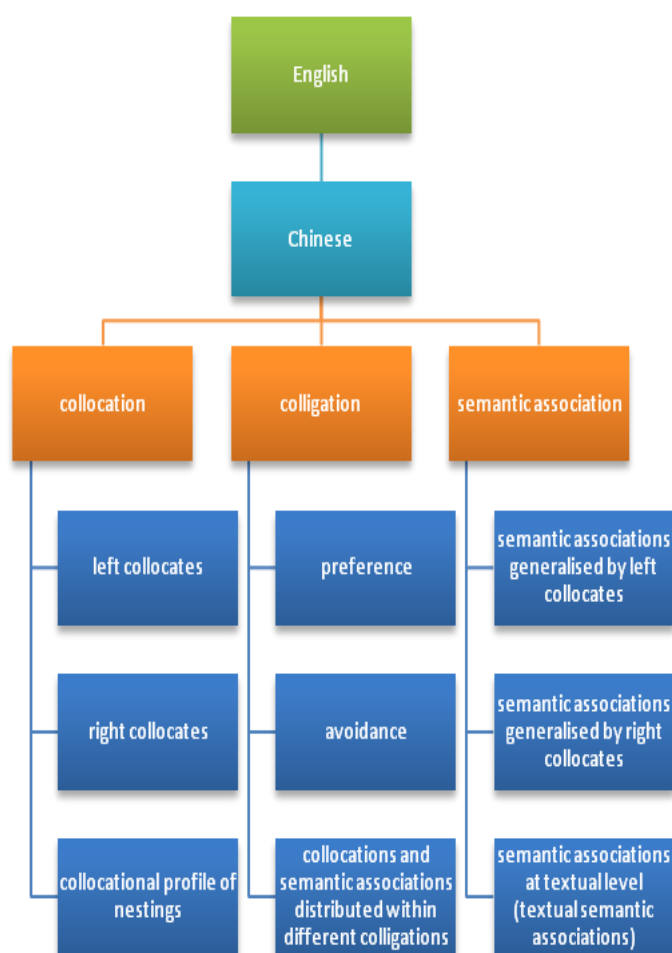 English
Chinese
collocation
colligation
semantic association
left collocates
preference
semantic associations
generalised by left
collocates
right collocates
avoidance
semantic associations
generalised by right
collocates
collocational profile of
nestings
collocations and
semantic associations
distributed within
different colligations
semantic associations
at textual level
(textual semantic
associations)